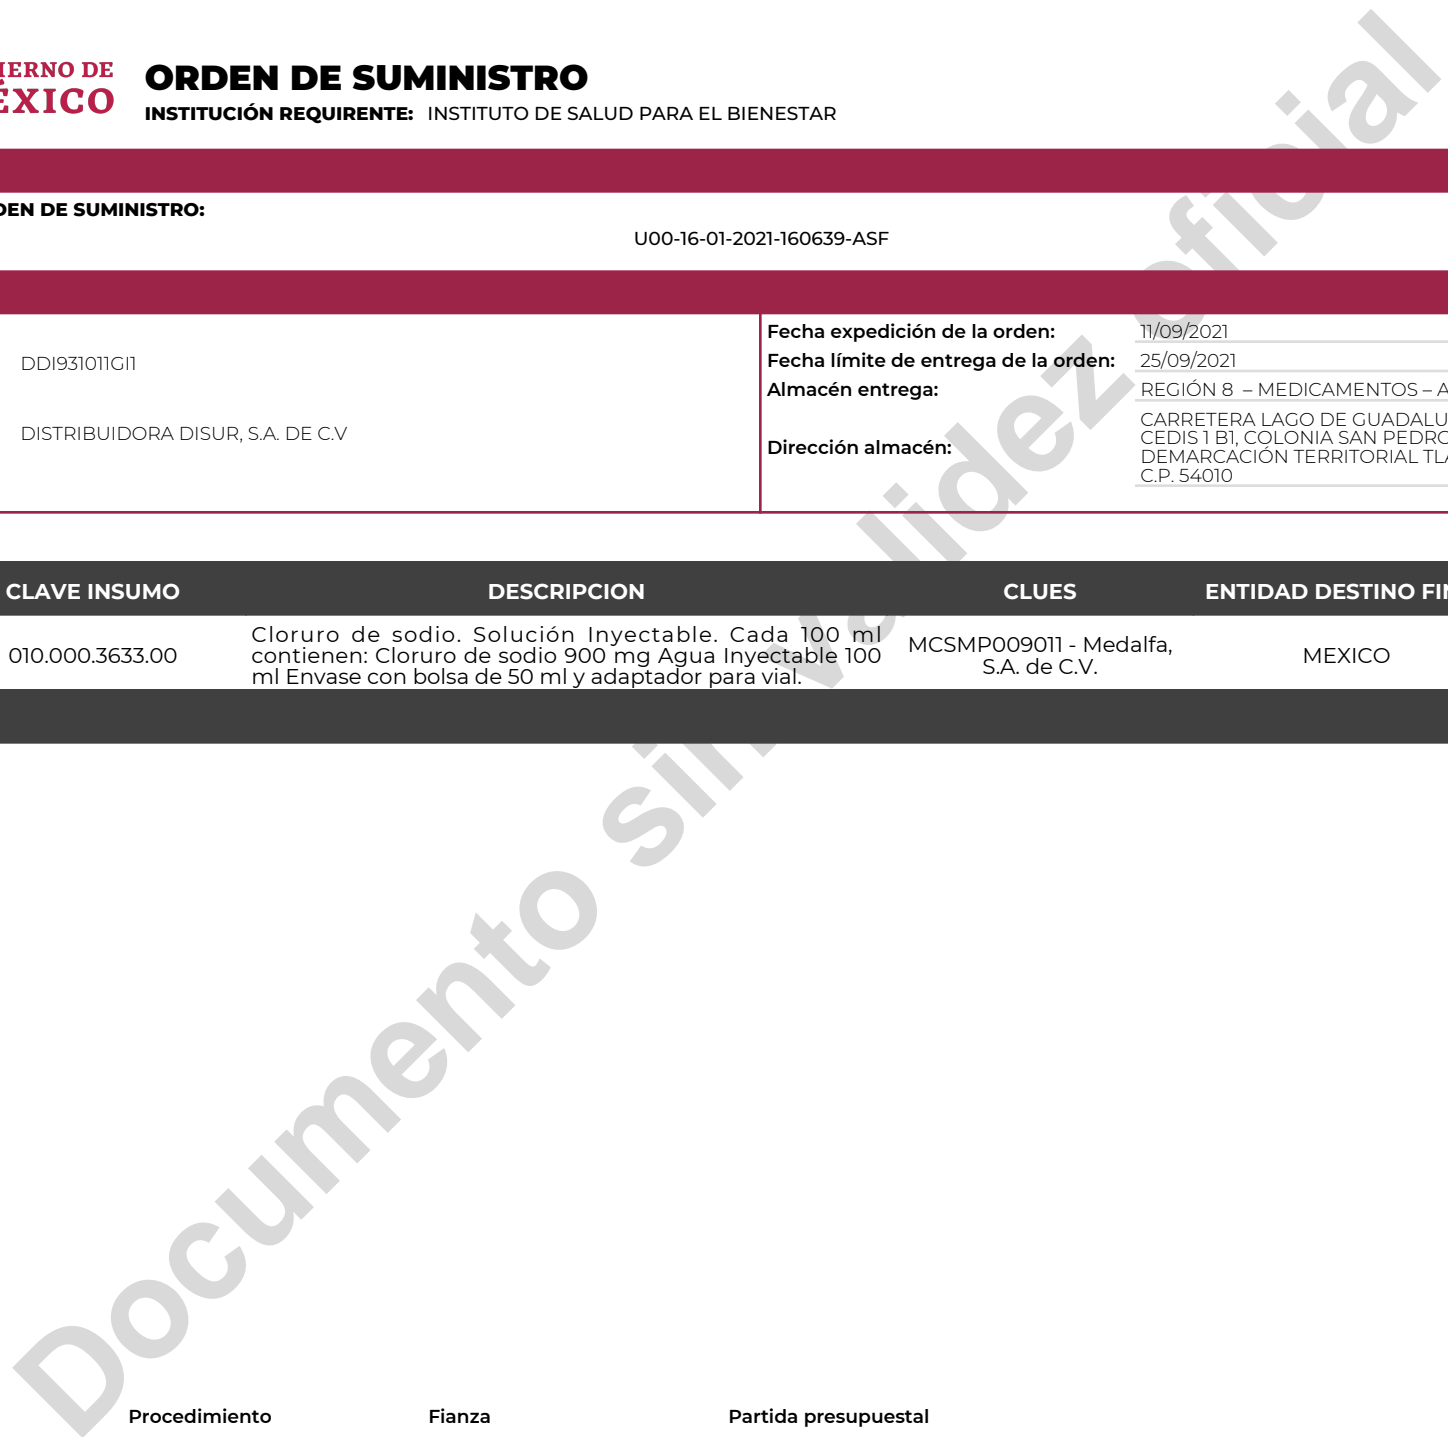 IERNO DE
ÉXICO
ORDEN DE SUMINISTRO
INSTITUCIÓN REQUIRENTE: INSTITUTO DE SALUD PARA EL BIENESTAR
DEN DE SUMINISTRO:
U00-16-01-2021-160639-ASF
DDI931011GI1
DISTRIBUIDORA DISUR, S.A. DE C.V
Fecha expedición de la orden: 11/09/2021
Fecha límite de entrega de la orden: 25/09/2021
Almacén entrega: REGIÓN 8 – MEDICAMENTOS – A
Dirección almacén:
CARRETERA LAGO DE GUADALU
CEDIS 1 B1, COLONIA SAN PEDRO
DEMARCACIÓN TERRITORIAL TLA
C.P. 54010
CLAVE INSUMO DESCRIPCION CLUES ENTIDAD DESTINO FIN
010.000.3633.00
Cloruro de sodio. Solución Inyectable. Cada 100 ml
contienen: Cloruro de sodio 900 mg Agua Inyectable 100
ml Envase con bolsa de 50 ml y adaptador para vial.
MCSMP009011 - Medalfa,
S.A. de C.V.
MEXICO
Documento sin validez oficial
Procedimiento Fianza Partida presupuestal